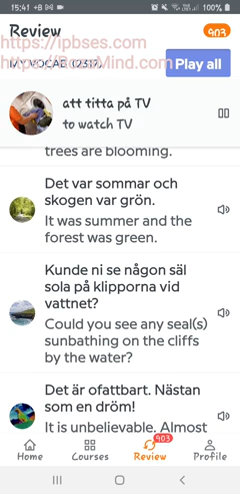 15:41
100%
Review
903
https://ipbses.com
MY VOCAB (2317)
Play all
att titta på TV
to watch TV
trees are blooming.
Det var sommar och
skogen var grön.
It was summer and the
forest was green.
Kunde ni se någon säl
sola på klipporna vid
vattnet?
Could you see any seal(s)
sunbathing on the cliffs
by the water?
Det är ofattbart. Nästan
som en dröm!
It is unbelievable. Almost
903
Home Courses Review Profile